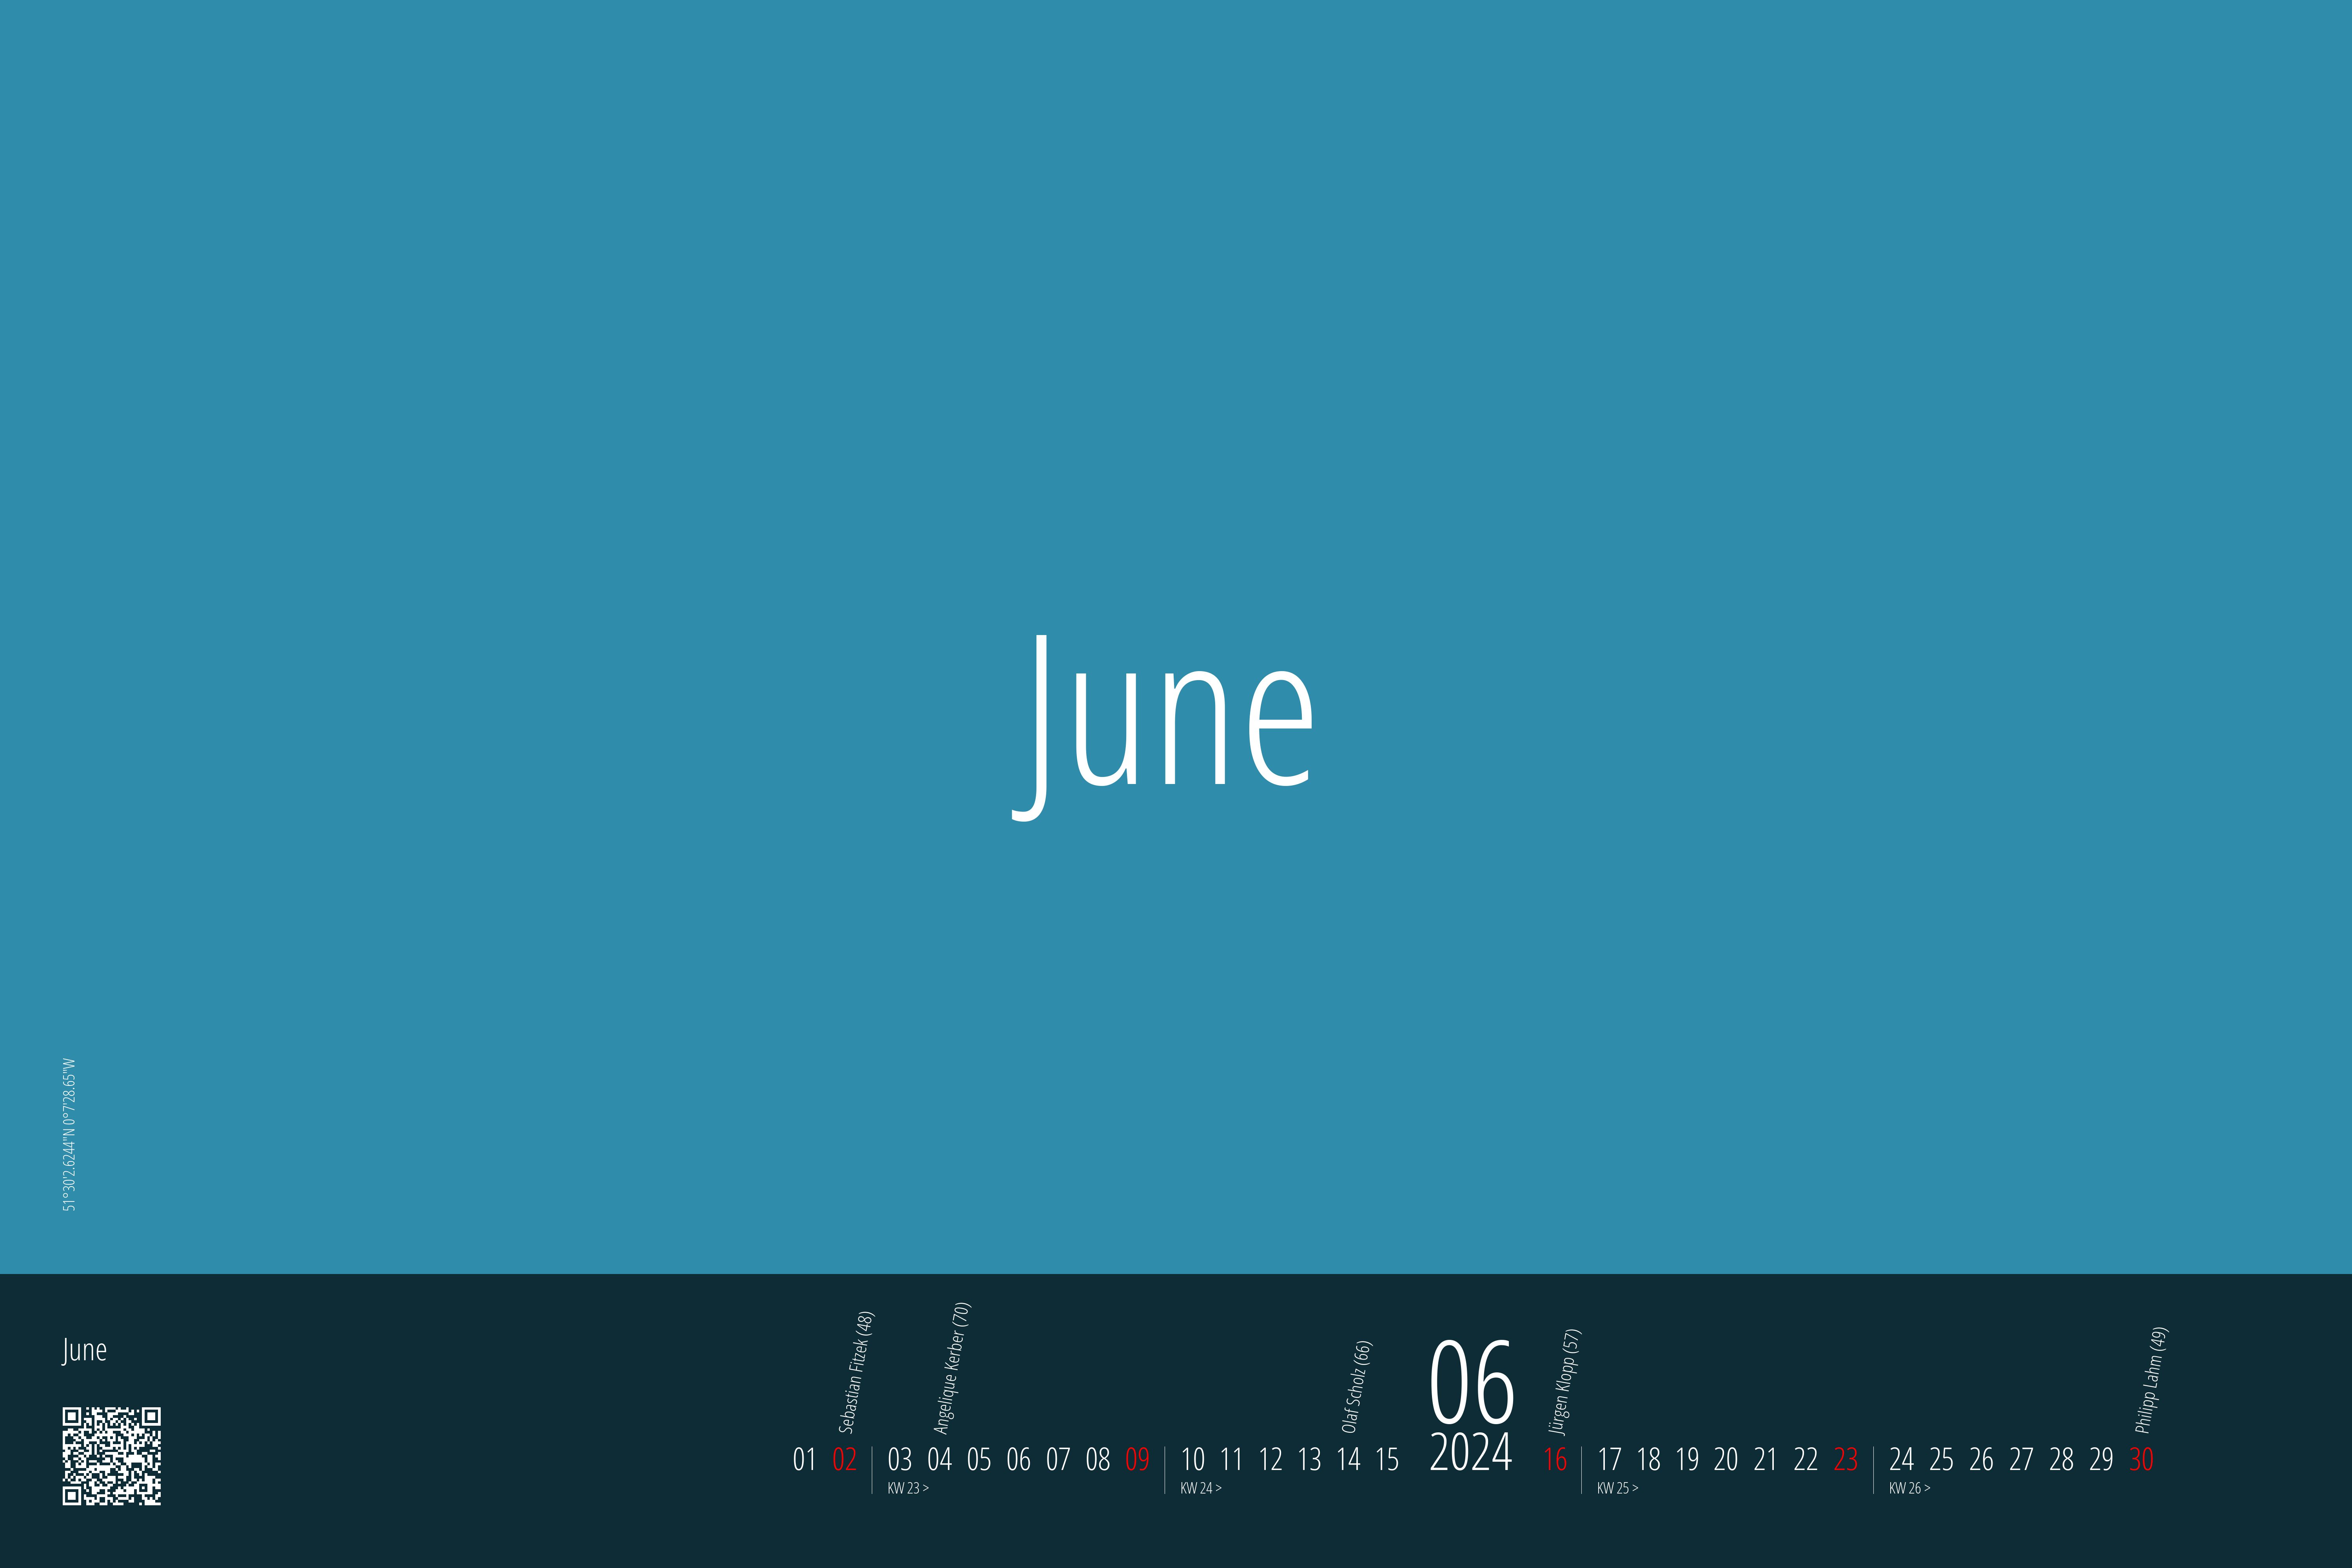 June
51°30'2.6244"N 0°7'28.65"W
June
Sebastian Fitzek (48)
Angelique Kerber (70)
Olaf Scholz (66)
Jürgen Klopp (57)
Philipp Lahm (49)
06
2024
01 02 03 04 05 06 07 08 09 10 11 12 13 14 15 16 17 18 19 20 21 22 23 24 25 26 27 28 29 30
KW 23 >
KW 24 >
KW 25 >
KW 26 >